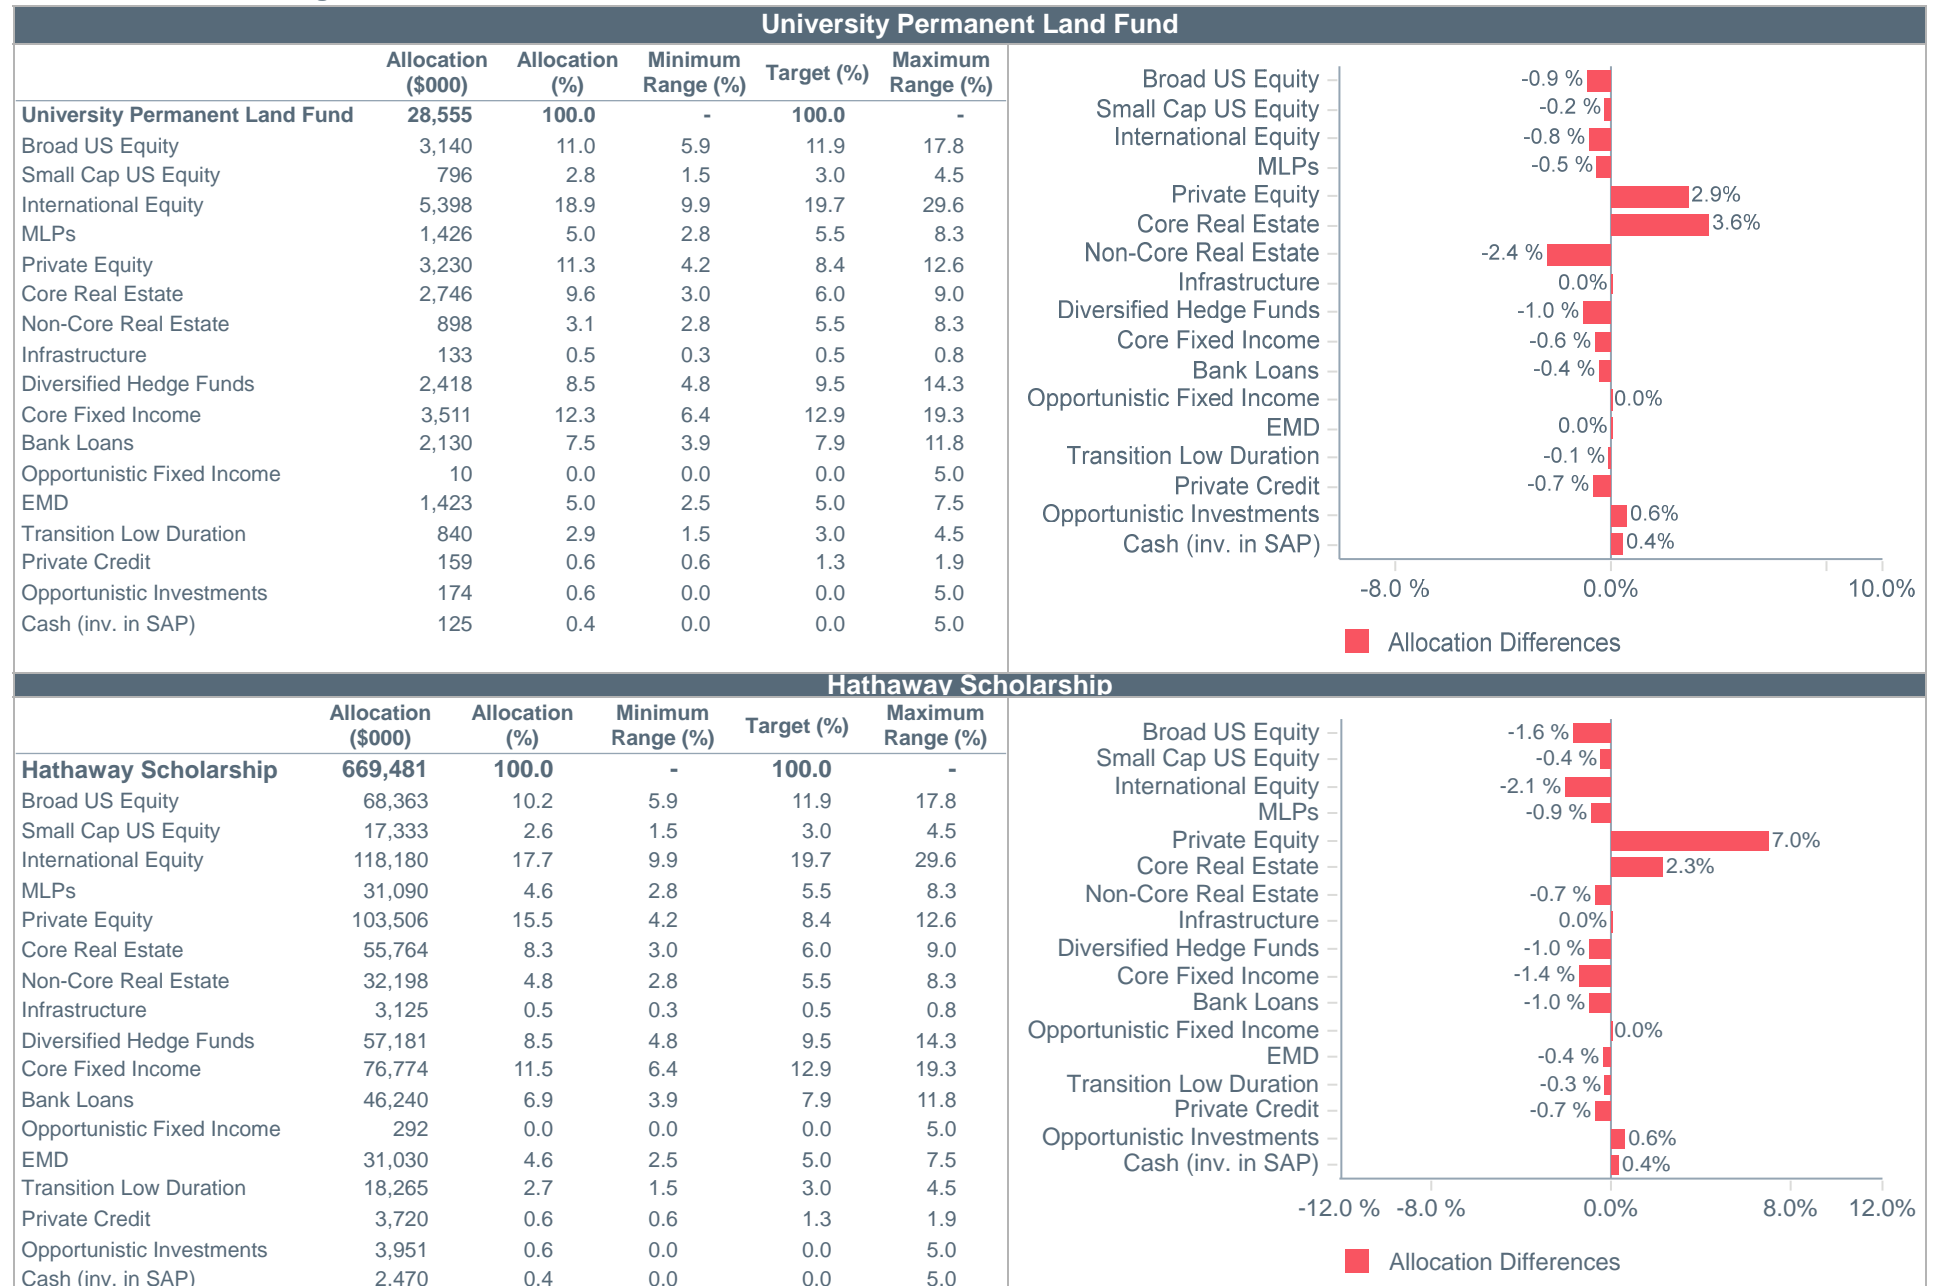 University Permanent Land Fund
Allocation ($000) Allocation (%) Minimum Range (%) Target (%) Maximum Range (%)
University Permanent Land Fund 28,555 100.0 - 100.0 -
Broad US Equity 3,140 11.0 5.9 11.9 17.8
Small Cap US Equity 796 2.8 1.5 3.0 4.5
International Equity 5,398 18.9 9.9 19.7 29.6
MLPs 1,426 5.0 2.8 5.5 8.3
Private Equity 3,230 11.3 4.2 8.4 12.6
Core Real Estate 2,746 9.6 3.0 6.0 9.0
Non-Core Real Estate 898 3.1 2.8 5.5 8.3
Infrastructure 133 0.5 0.3 0.5 0.8
Diversified Hedge Funds 2,418 8.5 4.8 9.5 14.3
Core Fixed Income 3,511 12.3 6.4 12.9 19.3
Bank Loans 2,130 7.5 3.9 7.9 11.8
Opportunistic Fixed Income 10 0.0 0.0 0.0 5.0
EMD 1,423 5.0 2.5 5.0 7.5
Transition Low Duration 840 2.9 1.5 3.0 4.5
Private Credit 159 0.6 0.6 1.3 1.9
Opportunistic Investments 174 0.6 0.0 0.0 5.0
Cash (inv. in SAP) 125 0.4 0.0 0.0 5.0
Broad US Equity -0.9 %
Small Cap US Equity -0.2 %
International Equity -0.8 %
MLPs -0.5 %
Private Equity 2.9%
Core Real Estate 3.6%
Non-Core Real Estate -2.4 %
Infrastructure 0.0%
Diversified Hedge Funds -1.0 %
Core Fixed Income -0.6 %
Bank Loans -0.4 %
Opportunistic Fixed Income 0.0%
EMD 0.0%
Transition Low Duration -0.1 %
Private Credit -0.7 %
Opportunistic Investments 0.6%
Cash (inv. in SAP) 0.4%
-8.0 % 0.0% 10.0%
Allocation Differences
Hathaway Scholarship
Allocation ($000) Allocation (%) Minimum Range (%) Target (%) Maximum Range (%)
Hathaway Scholarship 669,481 100.0 - 100.0 -
Broad US Equity 68,363 10.2 5.9 11.9 17.8
Small Cap US Equity 17,333 2.6 1.5 3.0 4.5
International Equity 118,180 17.7 9.9 19.7 29.6
MLPs 31,090 4.6 2.8 5.5 8.3
Private Equity 103,506 15.5 4.2 8.4 12.6
Core Real Estate 55,764 8.3 3.0 6.0 9.0
Non-Core Real Estate 32,198 4.8 2.8 5.5 8.3
Infrastructure 3,125 0.5 0.3 0.5 0.8
Diversified Hedge Funds 57,181 8.5 4.8 9.5 14.3
Core Fixed Income 76,774 11.5 6.4 12.9 19.3
Bank Loans 46,240 6.9 3.9 7.9 11.8
Opportunistic Fixed Income 292 0.0 0.0 0.0 5.0
EMD 31,030 4.6 2.5 5.0 7.5
Transition Low Duration 18,265 2.7 1.5 3.0 4.5
Private Credit 3,720 0.6 0.6 1.3 1.9
Opportunistic Investments 3,951 0.6 0.0 0.0 5.0
Cash (inv. in SAP) 2,470 0.4 0.0 0.0 5.0
Broad US Equity -1.6 %
Small Cap US Equity -0.4 %
International Equity -2.1 %
MLPs -0.9 %
Private Equity 7.0%
Core Real Estate 2.3%
Non-Core Real Estate -0.7 %
Infrastructure 0.0%
Diversified Hedge Funds -1.0 %
Core Fixed Income -1.4 %
Bank Loans -1.0 %
Opportunistic Fixed Income 0.0%
EMD -0.4 %
Transition Low Duration -0.3 %
Private Credit -0.7 %
Opportunistic Investments 0.6%
Cash (inv. in SAP) 0.4%
-12.0 % -8.0 % 0.0% 8.0% 12.0%
Allocation Differences